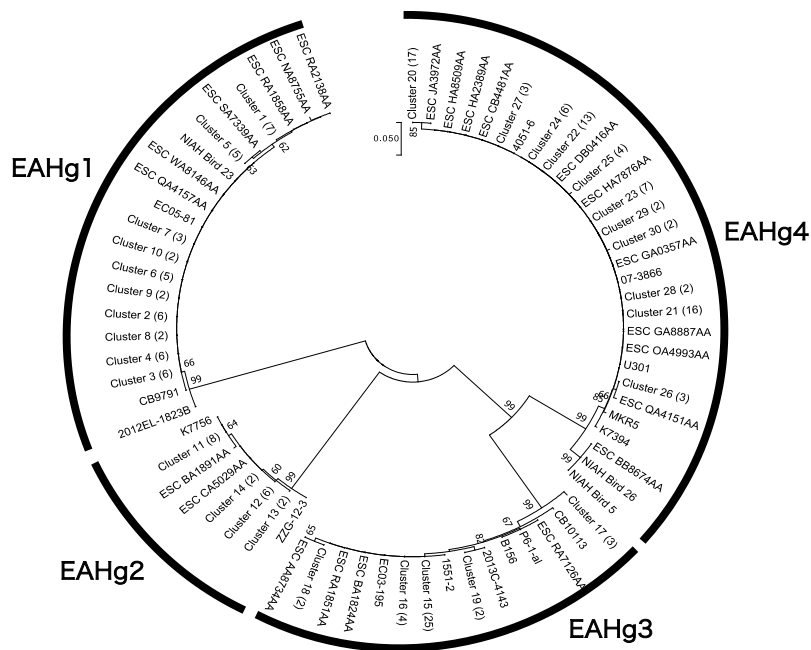 EAHg1
ESC RA2138AA
ESC NA8755AA
ESC RA1858AA
Cluster 1 (7)
ESC SA7339AA
Cluster 5 (5)
NIAH Bird 23
ESC WA8146AA
ESC QA4157AA
EC05-81
Cluster 7 (3)
Cluster 10 (2)
Cluster 6 (5)
Cluster 9 (2)
Cluster 2 (6)
Cluster 8 (2)
Cluster 4 (6)
Cluster 3 (6)
CB9791
2012EL-1823B
62
63
66
99
EAHg2
K7756
Cluster 11 (8)
ESC BA1891AA
ESC CA5029AA
Cluster 14 (2)
Cluster 12 (6)
Cluster 13 (2)
ZZG-12-3
64
60
99
EAHg3
ESC AA8734AA
Cluster 18 (2)
ESC RA1851AA
ESC BA1824AA
EC03-195
Cluster 16 (4)
Cluster 15 (25)
1551-2
Cluster 19 (2)
2013C-4143
B156
P6-1-al
ESC RA7126AA
CB10113
Cluster 17 (3)
59
82
67
99
EAHg4
NIAH Bird 5
NIAH Bird 26
ESC BB8674AA
K7394
MKR5
ESC QA4151AA
Cluster 26 (3)
U301
ESC OA4993AA
ESC GA8887AA
Cluster 21 (16)
Cluster 28 (2)
07-3866
ESC GA0357AA
Cluster 30 (2)
Cluster 29 (2)
Cluster 23 (7)
ESC HA7876AA
Cluster 25 (4)
ESC DB0416AA
Cluster 22 (13)
Cluster 24 (6)
4051-6
Cluster 27 (3)
ESC CB4481AA
ESC HA2389AA
ESC HA8509AA
ESC JA3972AA
Cluster 20 (17)
85
66
99
99
99
0.050